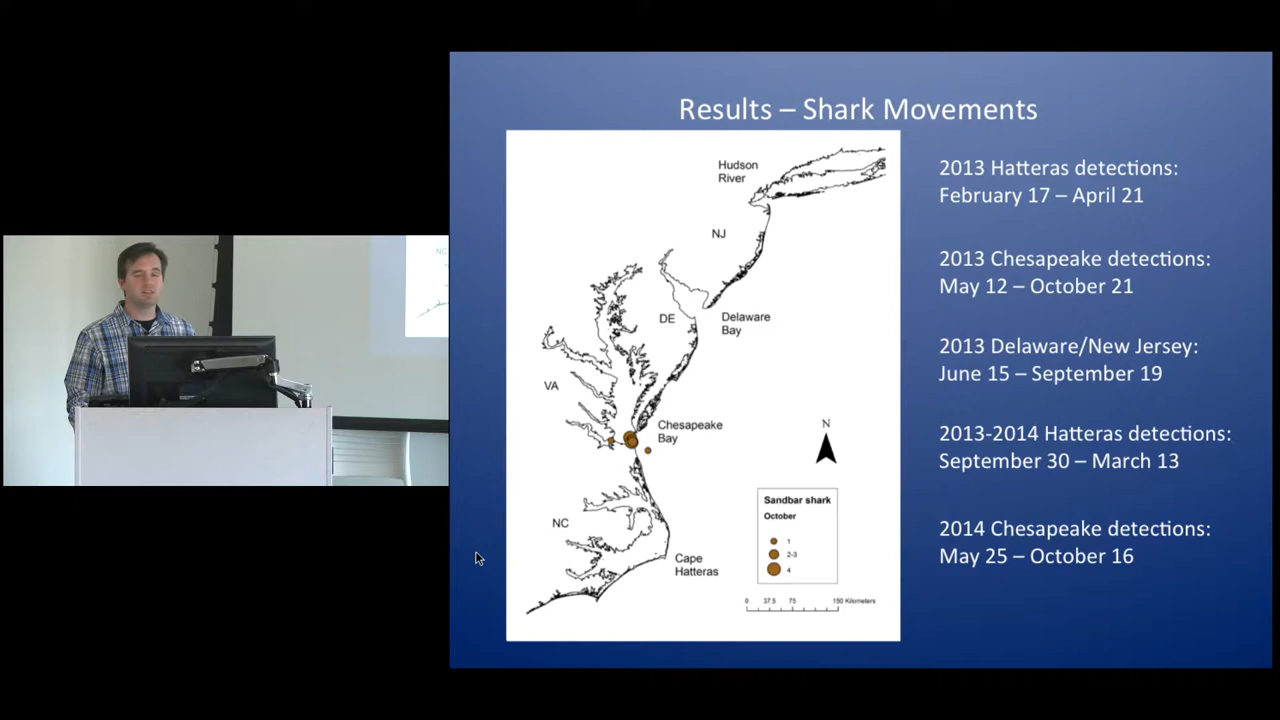 Results – Shark Movements
Hudson
River
NJ
DE
Delaware
Bay
VA
Chesapeake
Bay
NC
Cape
Hatteras
N
Sandbar shark
October
1
2-3
4
0 37.5 75 150 Kilometers
2013 Hatteras detections:
February 17 – April 21
2013 Chesapeake detections:
May 12 – October 21
2013 Delaware/New Jersey:
June 15 – September 19
2013-2014 Hatteras detections:
September 30 – March 13
2014 Chesapeake detections:
May 25 – October 16
NC